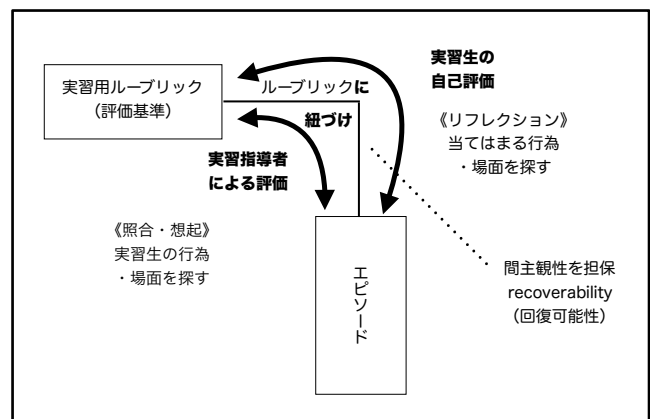 実習用ルーブリック
（評価基準）
ルーブリックに
紐づけ
実習生の
自己評価
《リフレクション》
当てはまる行為
・場面を探す
実習指導者
による評価
《照合・想起》
実習生の行為
・場面を探す
エピソード
間主観性を担保
recoverability
（回復可能性）